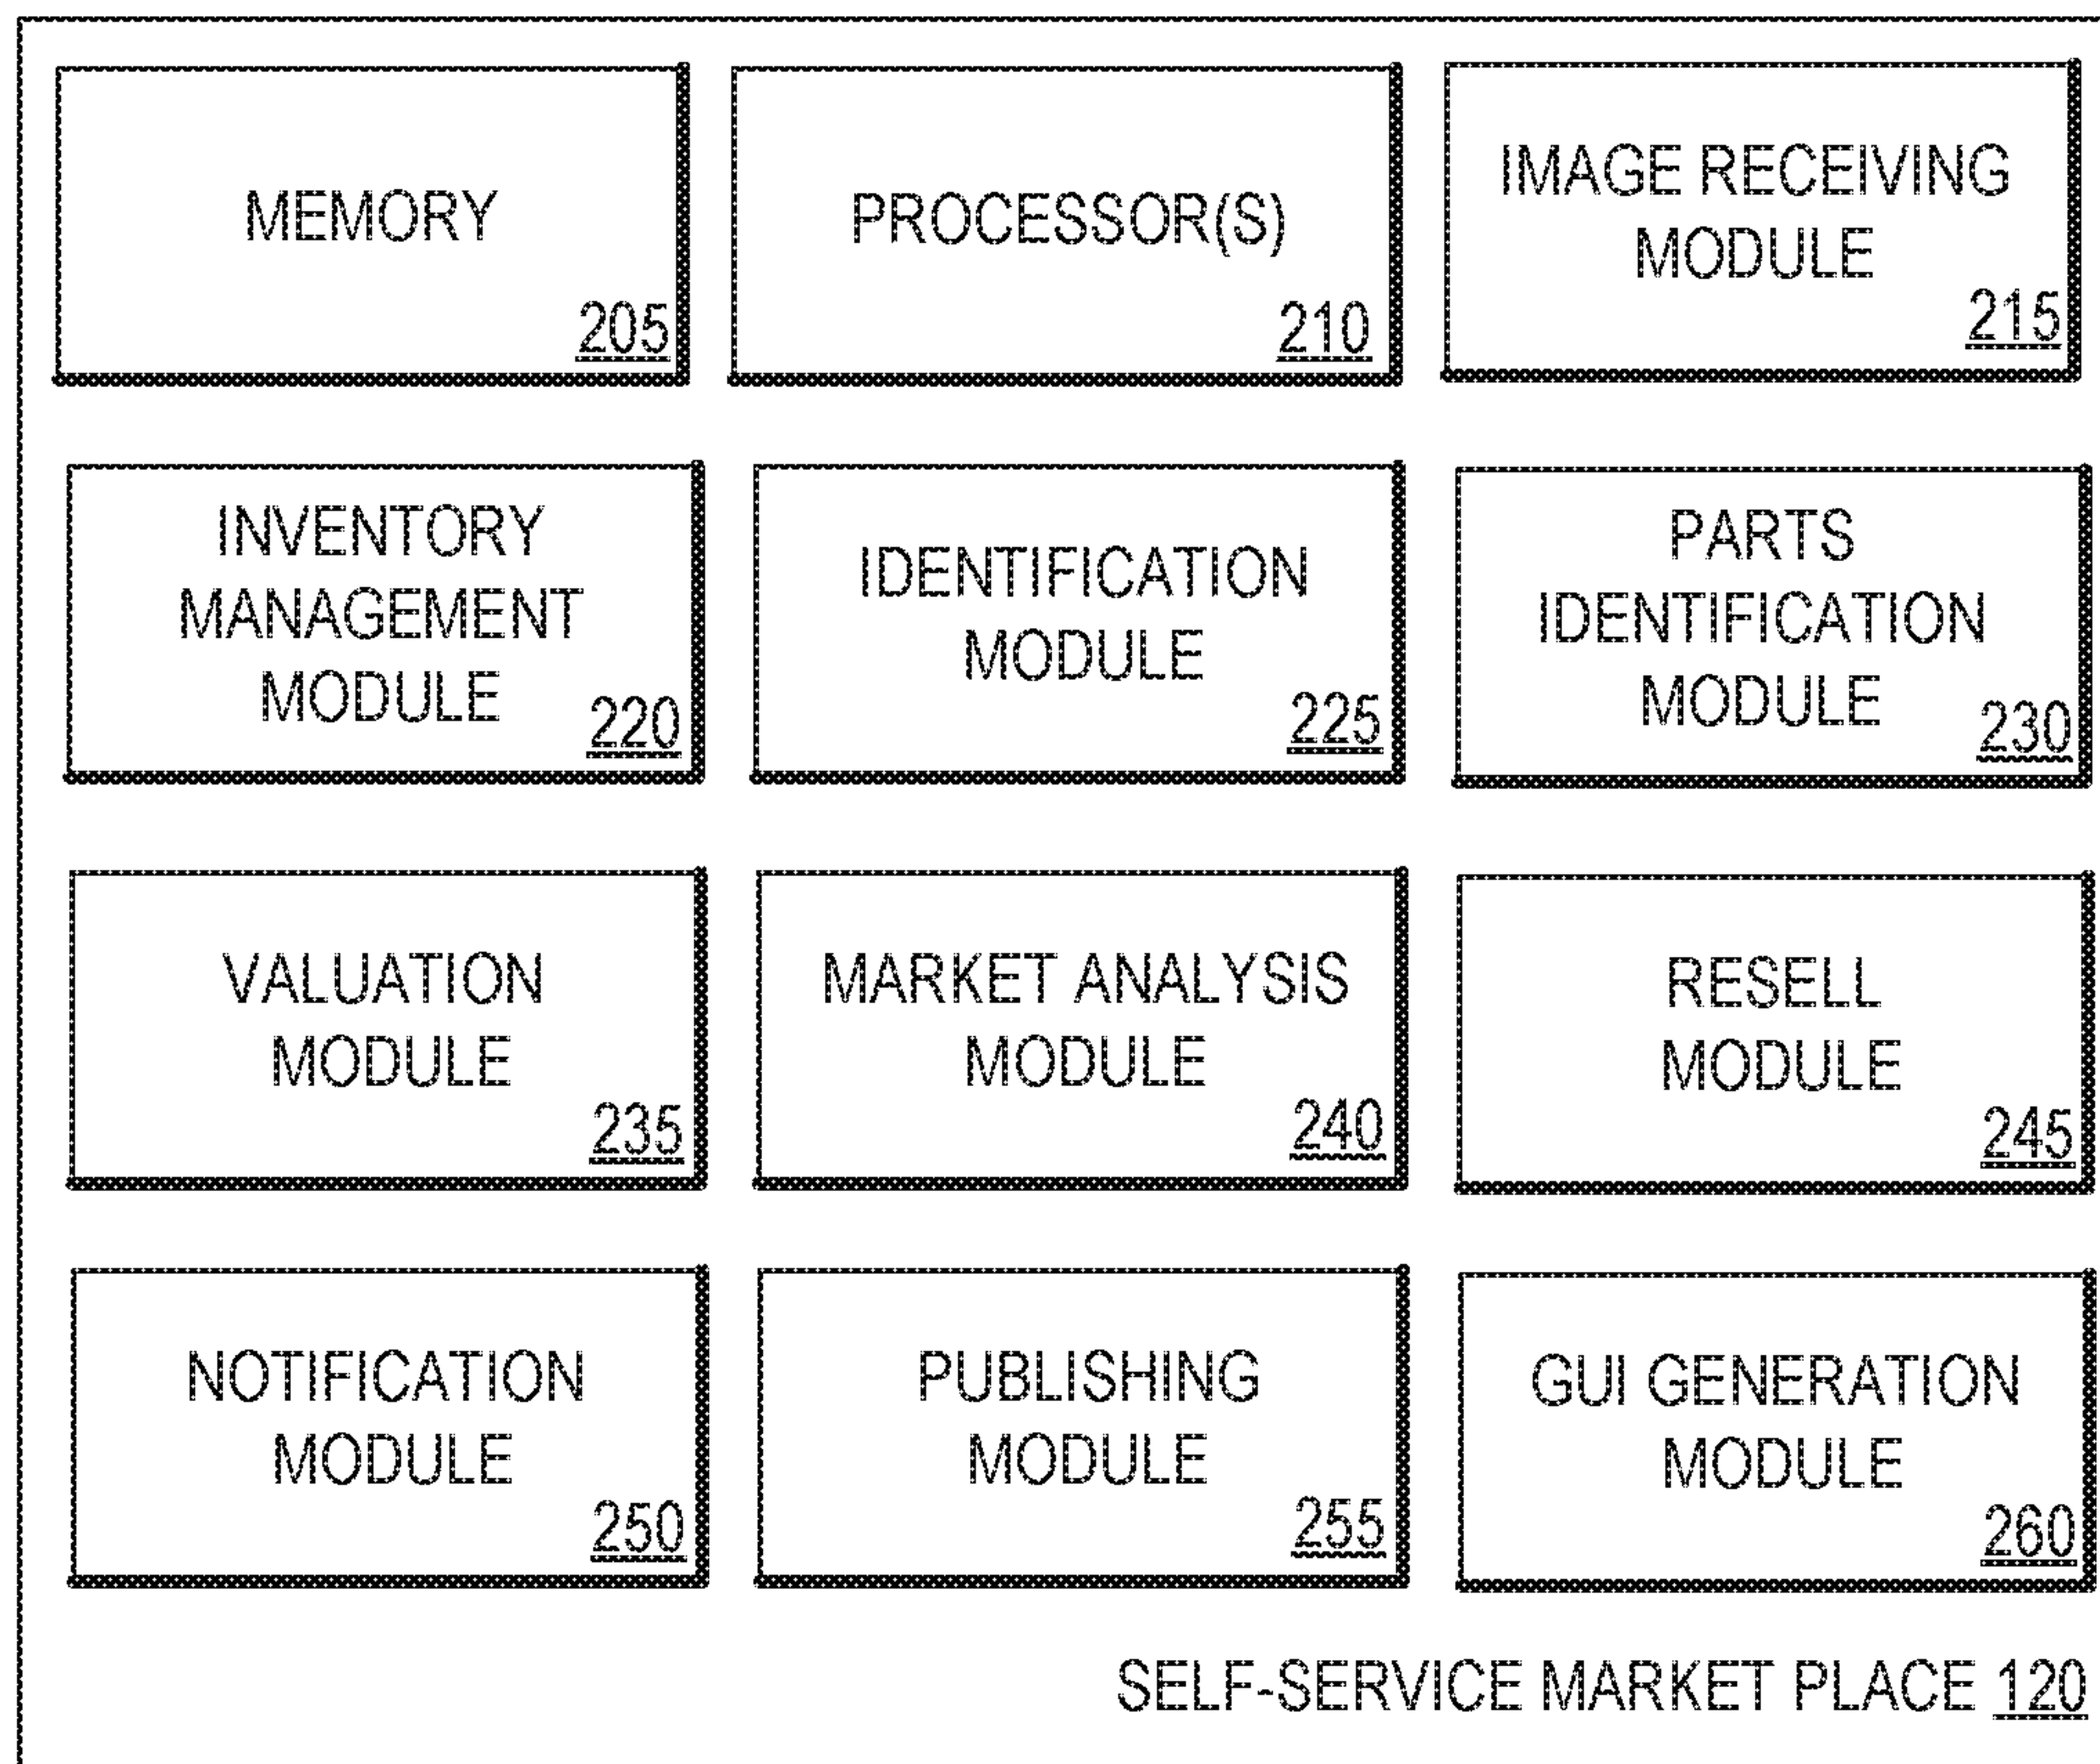 MEMORY
205
PROCESSOR(S)
210
IMAGE RECEIVING
MODULE
215
INVENTORY
MANAGEMENT
MODULE
220
IDENTIFICATION
MODULE
225
PARTS
IDENTIFICATION
MODULE
230
VALUATION
MODULE
235
MARKET ANALYSIS
MODULE
240
RESELL
MODULE
245
NOTIFICATION
MODULE
250
PUBLISHING
MODULE
255
GUI GENERATION
MODULE
260
SELF-SERVICE MARKET PLACE 120